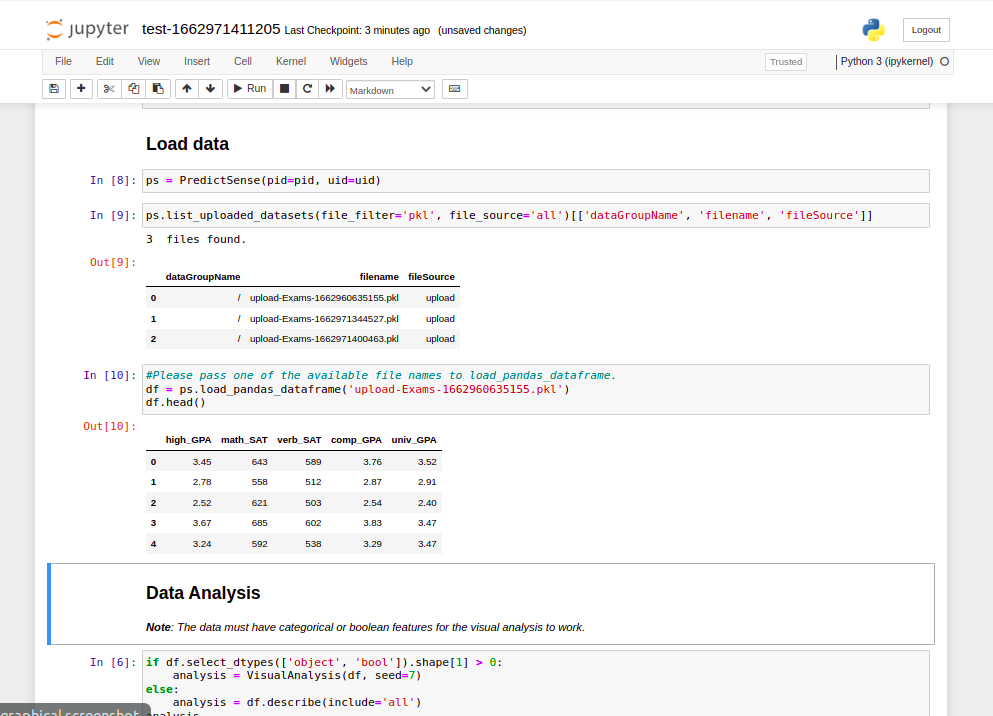 jupyter test-1662971411205 Last Checkpoint: 3 minutes ago (unsaved changes)
Logout
File Edit View Insert Cell Kernel Widgets Help
Trusted
Python 3 (ipykernel)
Run
Markdown
Load data
In [8]: ps = PredictSense(pid=pid, uid=uid)
In [9]: ps.list_uploaded_datasets(file_filter='pkl', file_source='all')[['dataGroupName', 'filename', 'fileSource']]
3 files found.
Out[9]:
dataGroupName filename fileSource
0 / upload-Exams-1662960635155.pkl upload
1 / upload-Exams-1662971344527.pkl upload
2 / upload-Exams-1662971400463.pkl upload
In [10]: #Please pass one of the available file names to load_pandas_dataframe.
df = ps.load_pandas_dataframe('upload-Exams-1662960635155.pkl')
df.head()
Out[10]:
high_GPA math_SAT verb_SAT comp_GPA univ_GPA
0 3.45 643 589 3.76 3.52
1 2.78 558 512 2.87 2.91
2 2.52 621 503 2.54 2.40
3 3.67 685 602 3.83 3.47
4 3.24 592 538 3.29 3.47
Data Analysis
Note: The data must have categorical or boolean features for the visual analysis to work.
In [6]: if df.select_dtypes(['object', 'bool']).shape[1] > 0:
analysis = VisualAnalysis(df, seed=7)
else:
analysis = df.describe(include='all')
analysis
graphical screenshot